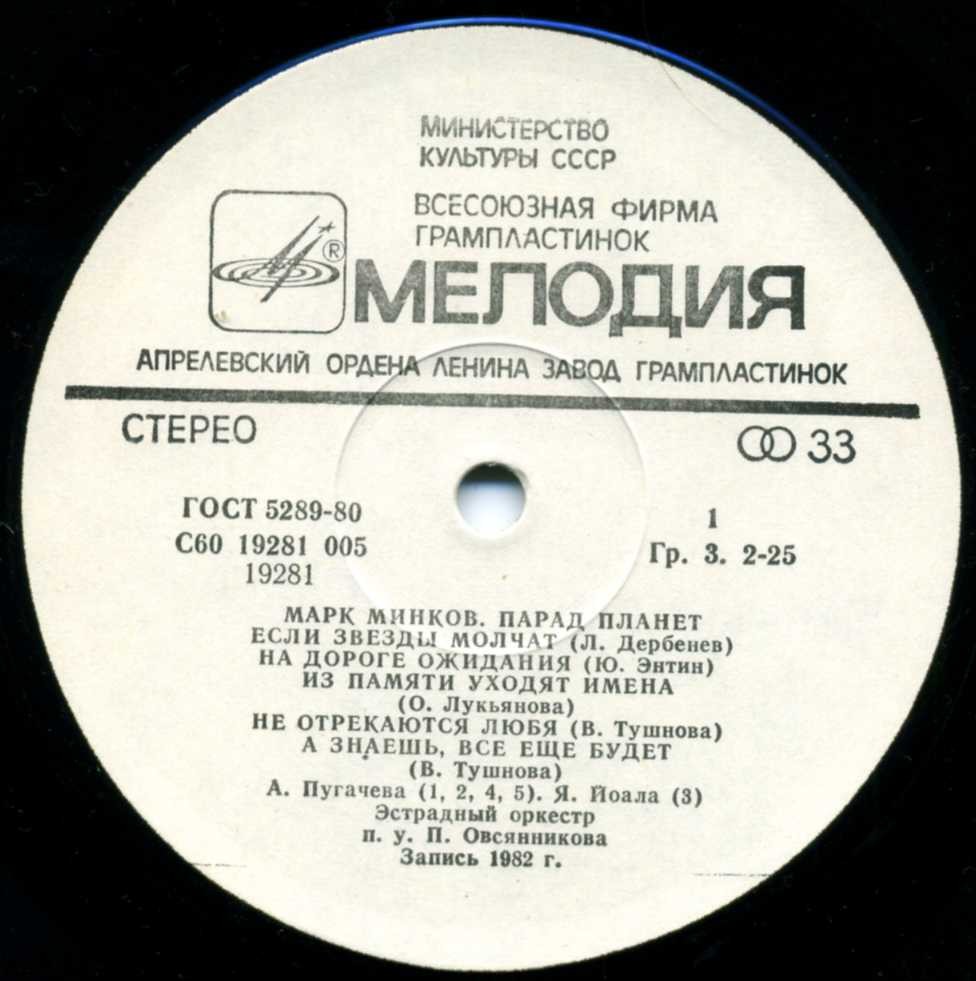 МИНИСТЕРСТВО
КУЛЬТУРЫ СССР
ВСЕСОЮЗНАЯ ФИРМА
ГРАМПЛАСТИНОК
®
МЕЛОДИЯ
АПРЕЛЕВСКИЙ ОРДЕНА ЛЕНИНА ЗАВОД ГРАМПЛАСТИНОК
СТЕРЕО 33
ГОСТ 5289-80
С60 19281 005
19281
1
Гр. 3. 2-25
МАРК МИНКОВ. ПАРАД ПЛАНЕТ
ЕСЛИ ЗВЕЗДЫ МОЛЧАТ (Л. Дербенев)
НА ДОРОГЕ ОЖИДАНИЯ (Ю. Энтин)
ИЗ ПАМЯТИ УХОДЯТ ИМЕНА
(О. Лукьянова)
НЕ ОТРЕКАЮТСЯ ЛЮБЯ (В. Тушнова)
А ЗНАЕШЬ, ВСЕ ЕЩЕ БУДЕТ
(В. Тушнова)
А. Пугачева (1, 2, 4, 5). Я. Йоала (3)
Эстрадный оркестр
п. у. П. Овсянникова
Запись 1982 г.